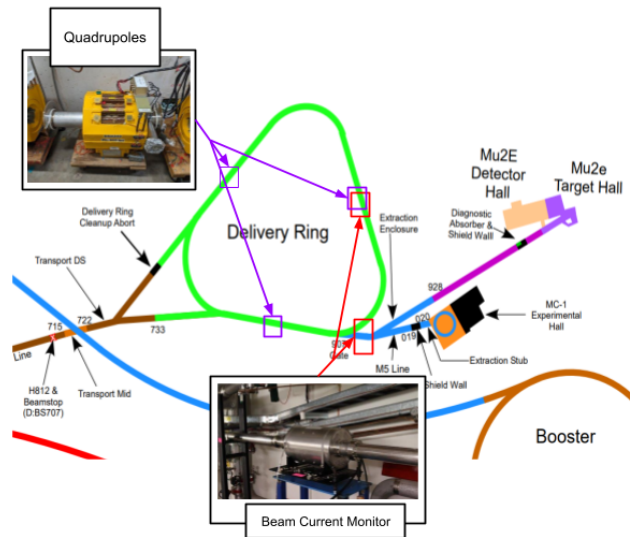 Quadrupoles
Mu2E
Detector
Hall
Mu2e
Target Hall
Diagnostic
Absorber &
Shield Walll
Delivery Ring
Cleanup Abort
Delivery Ring
Extraction
Enclosure
Transport DS
928
715
722
733
Line
020
019
MC-1
Experimental
Hall
Gate
M5 Line
Extraction Stub
Shield Wall
H812 &
Beamstop
(D:BS707)
Transport Mid
Booster
Beam Current Monitor